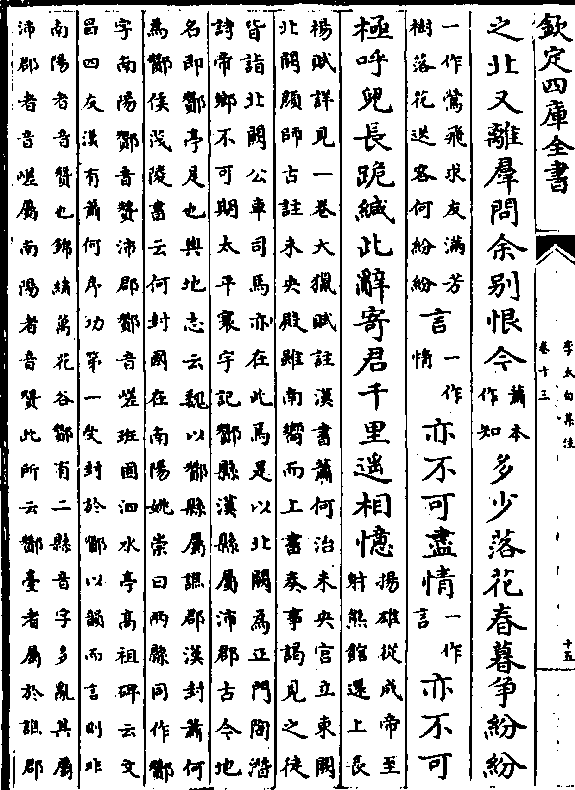 欽定四庫全書
李太白集注
卷十三
十五
之北又離羣問余别恨今
蕭本
作知
多少落花春暮争紛紛
一作鶯飛求友滿芳
樹落花送客何紛紛
言
一作
情
亦不可盡情
一作
言
亦不可
極呼兒長跪緘此辭寄君千里遥相憶
揚雄從成帝至
射熊館還上長
楊賦詳見一卷大獵賦註漢書蕭何治未央宫立東闕
北闕顔師古註未央殿雖南嚮而上書奏事謁見之徒
皆詣北闕公車司馬亦在此焉是以北闕為正門陶潛
詩帝鄉不可期太平寰宇記酇縣漢縣屬沛郡古今地
名即酇亭是也輿地志云魏以酇縣屬譙郡漢封蕭何
為酇侯茂陵書云何封國在南陽姚崇曰兩縣同作酇
字南陽酇音贊沛郡酇音嵯班固泗水亭高祖碑云文
昌四友漢有蕭何序功第一受封於酇以韻而言則非
南陽者音贊也錦繡萬花谷酇有二縣音字多亂其屬
沛郡者音嵯屬南陽者音贊此所云酇臺者屬於譙郡